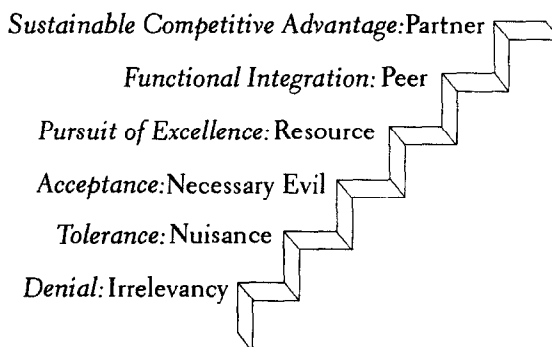 Sustainable Competitive Advantage: Partner
Functional Integration: Peer
Pursuit of Excellence: Resource
Acceptance: Necessary Evil
Tolerance: Nuisance
Denial: Irrelevancy